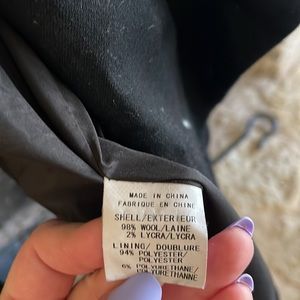 MADE IN CHINA
FABRIQUE EN CHINE
SHELL/EXTERIEUR
98% WOOL/LAINE
2% LYCRA/LYCRA
LINING/ DOUBLURE
94% POLYESTER/
POLYESTER
6% POLYURETHANE/
POLYURETHANNE